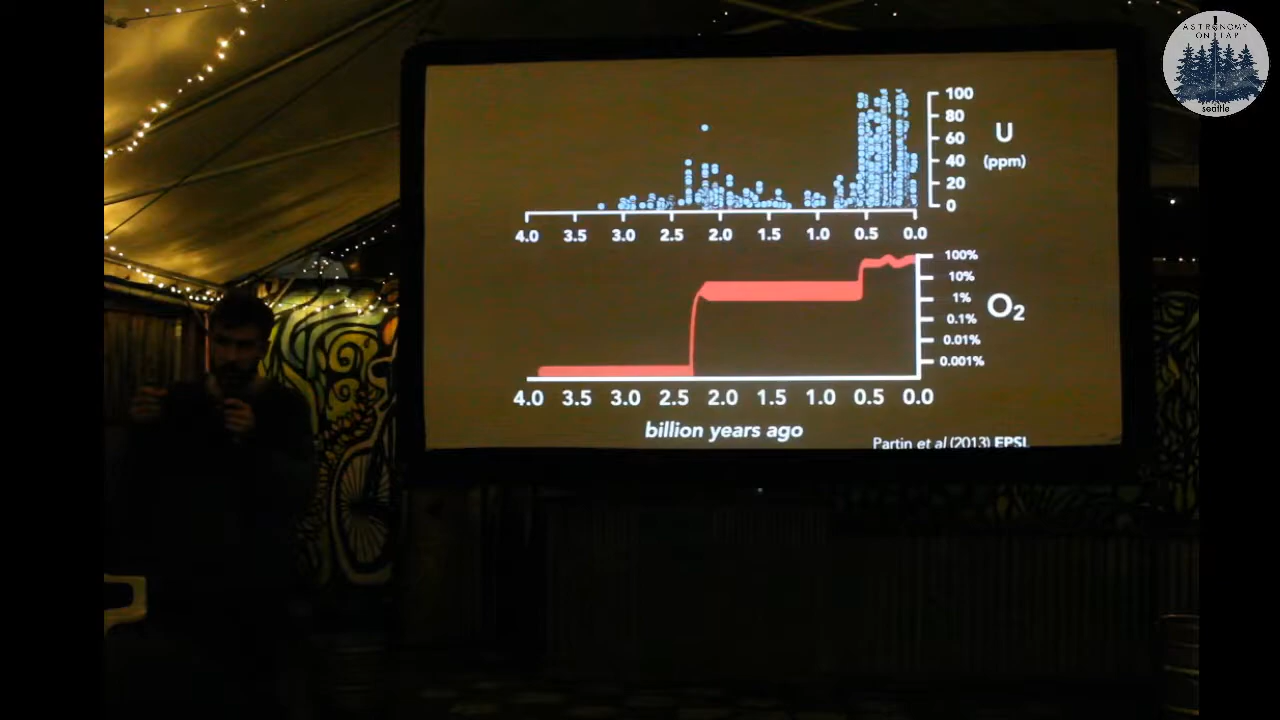 ASTRONOMY
ON TAP
seattle
100
80
60
40
20
0
U
(ppm)
4.0 3.5 3.0 2.5 2.0 1.5 1.0 0.5 0.0
100%
10%
1%
0.1%
0.01%
0.001%
O₂
4.0 3.5 3.0 2.5 2.0 1.5 1.0 0.5 0.0
billion years ago
Partin et al (2013) EPSL